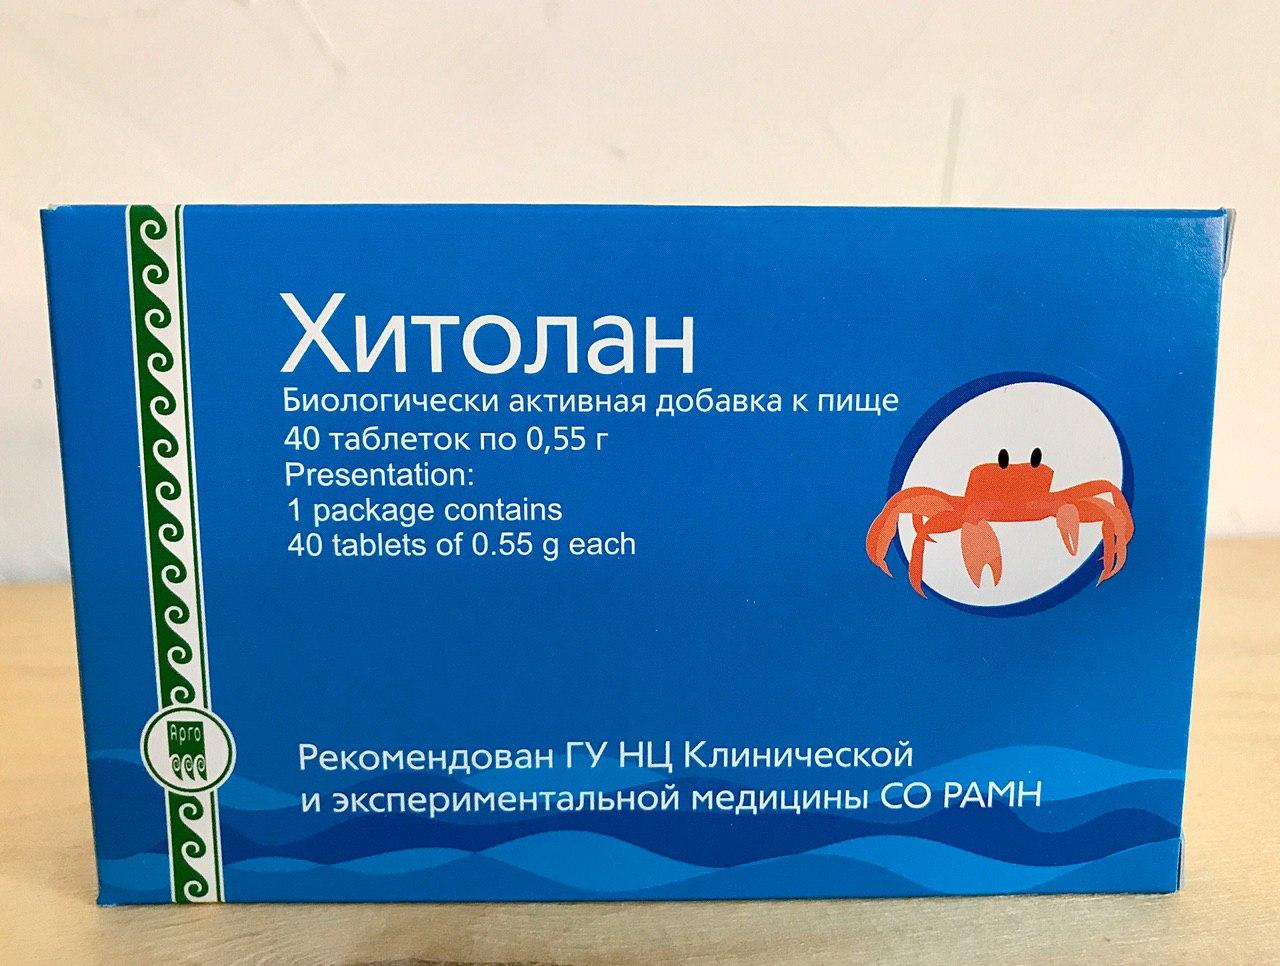 Хитолан
Биологически активная добавка к пище
40 таблеток по 0,55 г
Presentation:
1 package contains
40 tablets of 0.55 g each
Арго
Рекомендован ГУ НЦ Клинической
и экспериментальной медицины СО РАМН